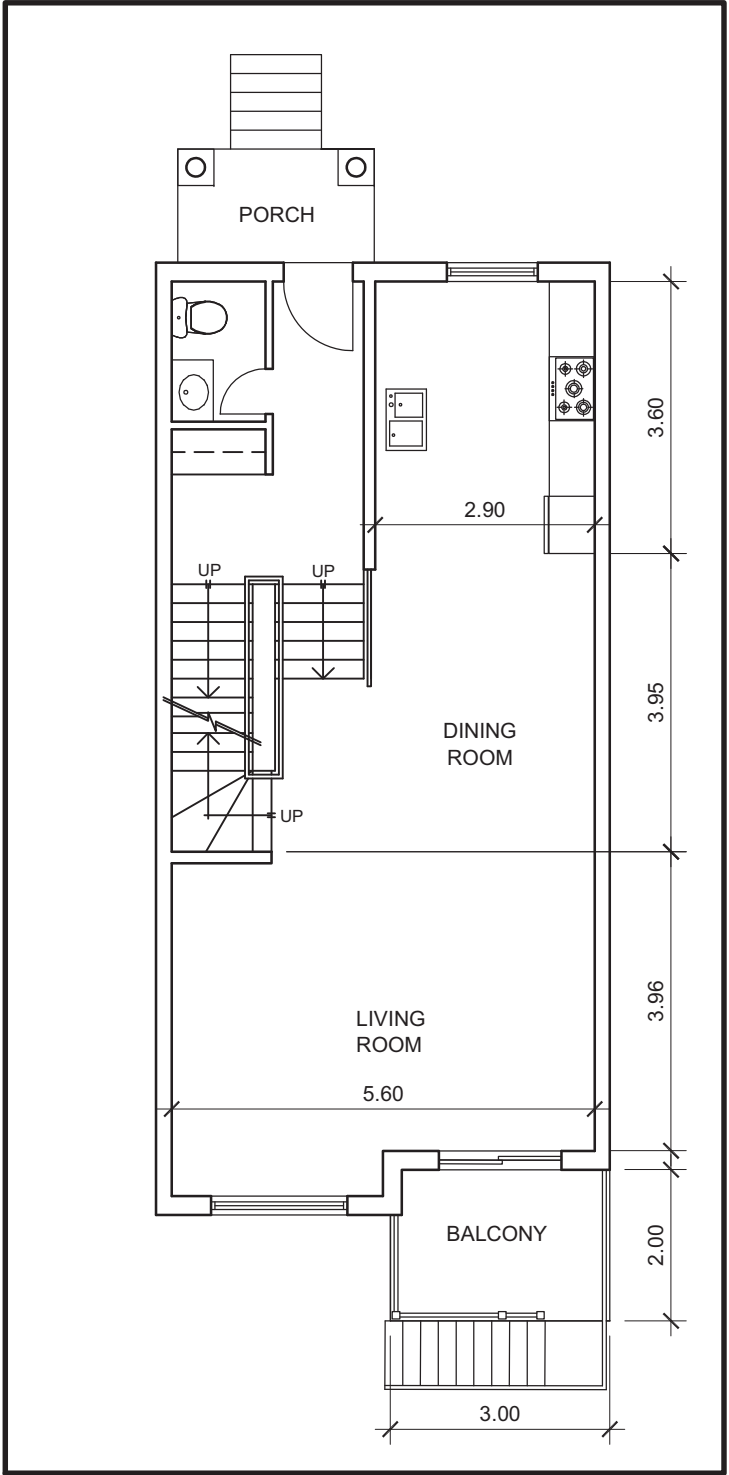 PORCH
3.60
2.90
UP
UP
3.95
DINING
ROOM
UP
3.96
LIVING
ROOM
5.60
BALCONY
2.00
3.00